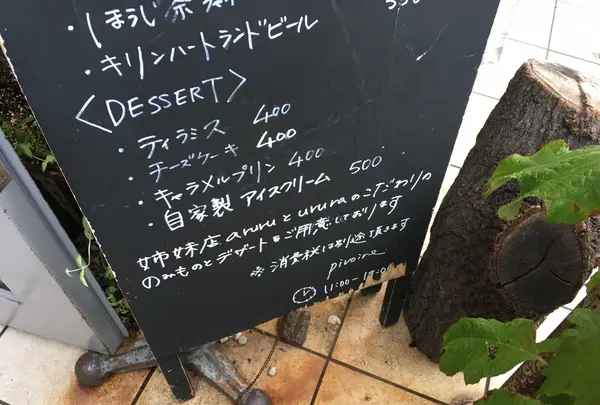 ・ほうじ茶
・キリンハートランドビール
〈DESSERT〉
・ティラミス 400
・チーズケーキ 400
・キャラメルプリン 400
・自家製 アイスクリーム 500
姉妹店 aruru と urura のこだわりの
のみものとデザートをご用意しております
※消費税は別途頂きます
pivoine
11:00-19:00